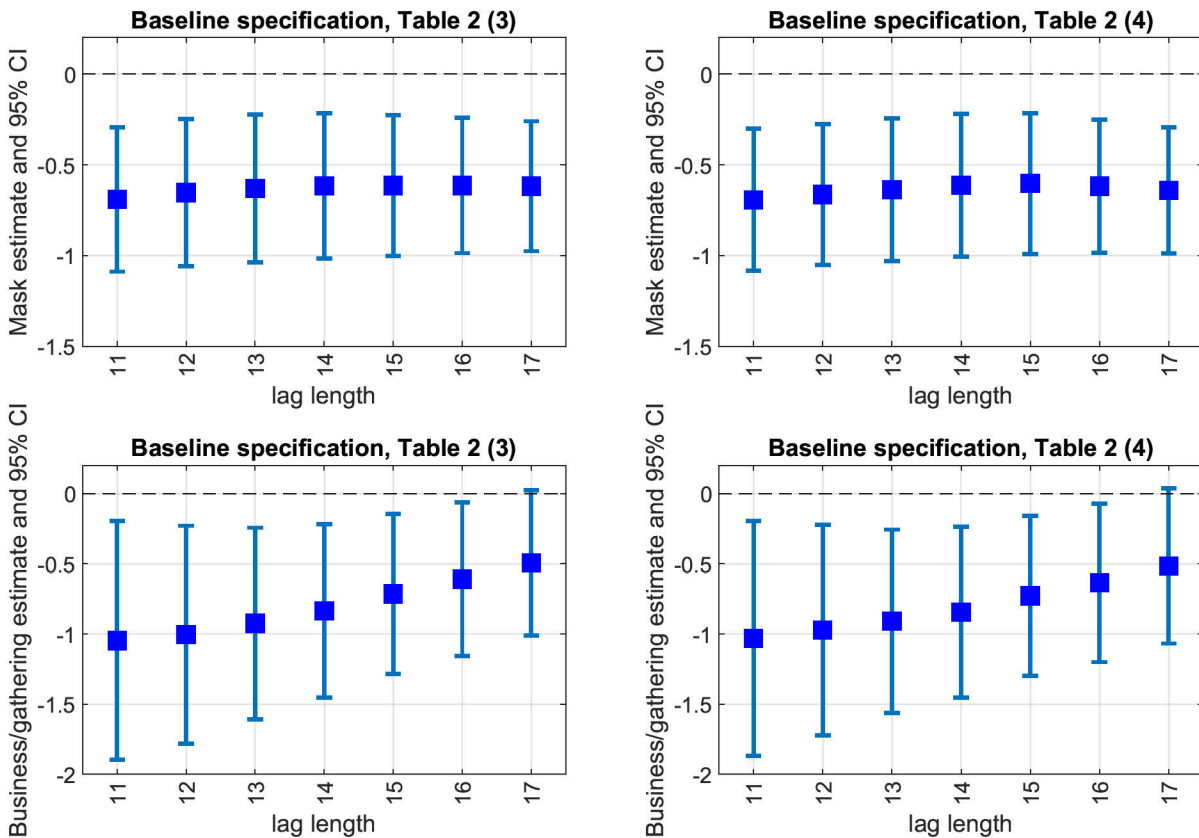 Baseline specification, Table 2 (3)
Mask estimate and 95% CI
0
-0.5
-1
-1.5
11 12 13 14 15 16 17
lag length
Baseline specification, Table 2 (4)
Mask estimate and 95% CI
0
-0.5
-1
-1.5
11 12 13 14 15 16 17
lag length
Baseline specification, Table 2 (3)
Business/gathering estimate and 95% CI
0
-0.5
-1
-1.5
-2
11 12 13 14 15 16 17
lag length
Baseline specification, Table 2 (4)
Business/gathering estimate and 95% CI
0
-0.5
-1
-1.5
-2
11 12 13 14 15 16 17
lag length